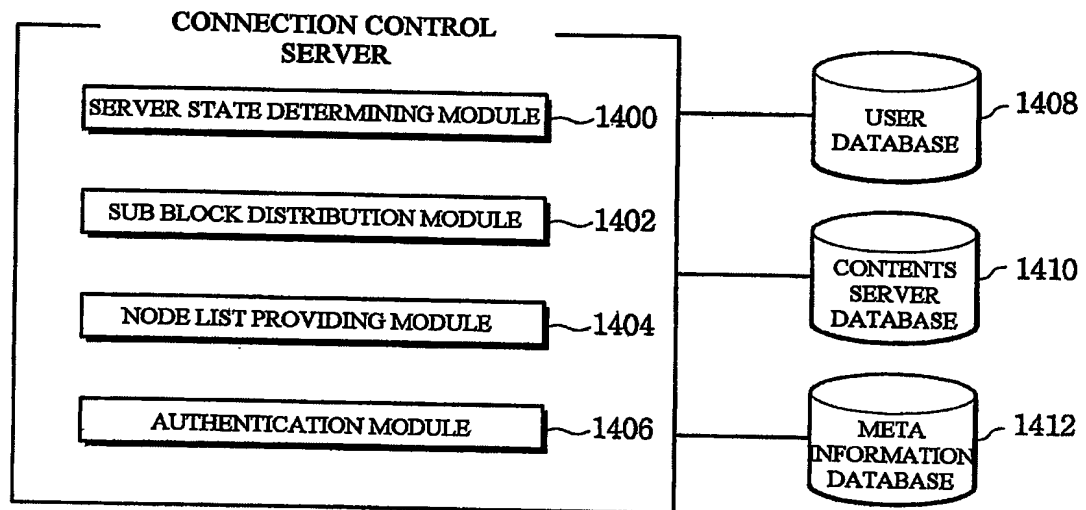 CONNECTION CONTROL
SERVER
SERVER STATE DETERMINING MODULE
1400
SUB BLOCK DISTRIBUTION MODULE
1402
NODE LIST PROVIDING MODULE
1404
AUTHENTICATION MODULE
1406
USER
DATABASE
1408
CONTENTS
SERVER
DATABASE
1410
META
INFORMATION
DATABASE
1412